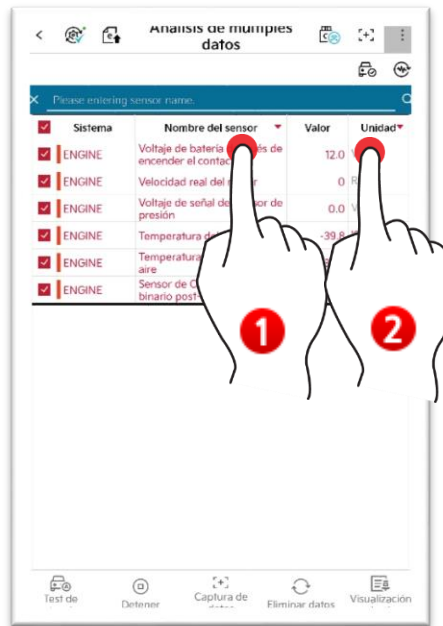 Análisis de múltiples
datos
Please entering sensor name.
Sistema Nombre del sensor Valor Unidad
ENGINE Voltaje de batería de
encender el 12.0
ENGINE Velocidad real del 0
ENGINE Voltaje de señal de de
presión 0.0
ENGINE Temperatura -39.8
ENGINE Temperatura
aire
ENGINE Sensor de
binario
1
2
Test de
Detener
Captura de
Eliminar datos
Visualización